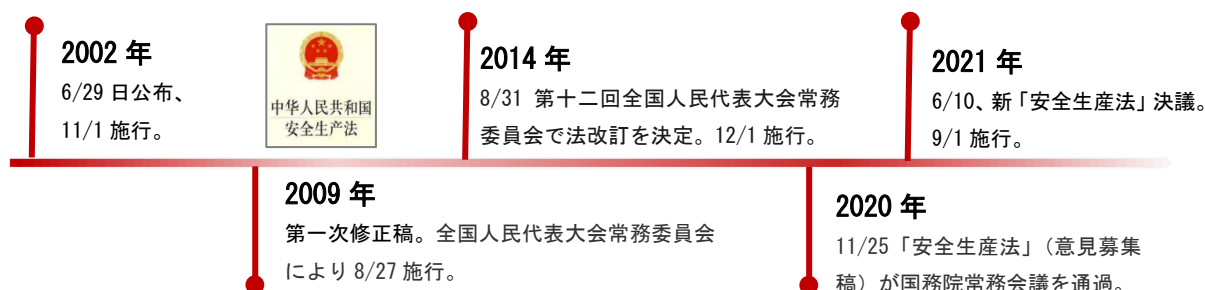 2002 年
6/29 日公布、
11/1 施行。
中华人民共和国
安全生产法
2014 年
8/31 第十二回全国人民代表大会常務
委員会で法改訂を決定。12/1 施行。
2021 年
6/10、新「安全生産法」決議。
9/1 施行。
2009 年
第一次修正稿。全国人民代表大会常務委員会
により 8/27 施行。
2020 年
11/25「安全生産法」（意見募集
稿）が国務院常務会議を通過。